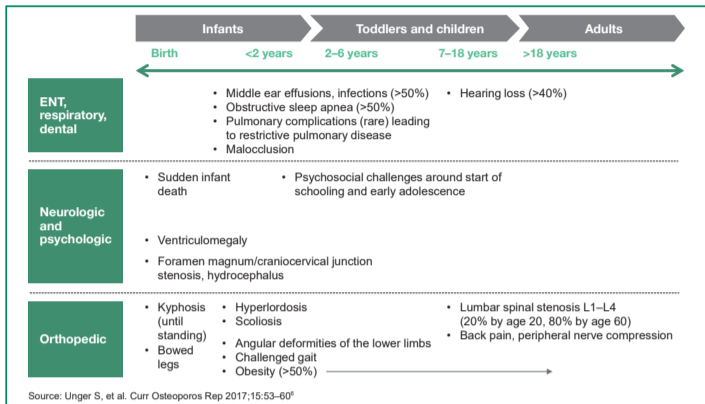 Infants
Toddlers and children
Adults
Birth
<2 years
2–6 years
7–18 years
>18 years
ENT,
respiratory,
dental
• Middle ear effusions, infections (>50%)
• Obstructive sleep apnea (>50%)
• Pulmonary complications (rare) leading
to restrictive pulmonary disease
• Malocclusion
• Hearing loss (>40%)
Neurologic
and
psychologic
• Sudden infant
death
• Psychosocial challenges around start of
schooling and early adolescence
• Ventriculomegaly
• Foramen magnum/craniocervical junction
stenosis, hydrocephalus
Orthopedic
• Kyphosis
(until
standing)
• Bowed
legs
• Hyperlordosis
• Scoliosis
• Angular deformities of the lower limbs
• Challenged gait
• Obesity (>50%)
• Lumbar spinal stenosis L1–L4
(20% by age 20, 80% by age 60)
• Back pain, peripheral nerve compression
Source: Unger S, et al. Curr Osteoporos Rep 2017;15:53–60⁶